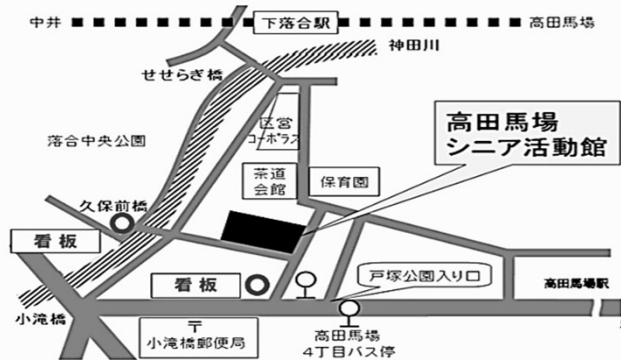 中井
下落合駅
高田馬場
神田川
せせらぎ橋
区営
コーポラス
高田馬場
シニア活動館
落合中央公園
茶道
会館
保育園
久保前橋
看板
看板
戸塚公園入り口
高田馬場駅
小滝橋
〒
小滝橋郵便局
高田馬場
4丁目バス停